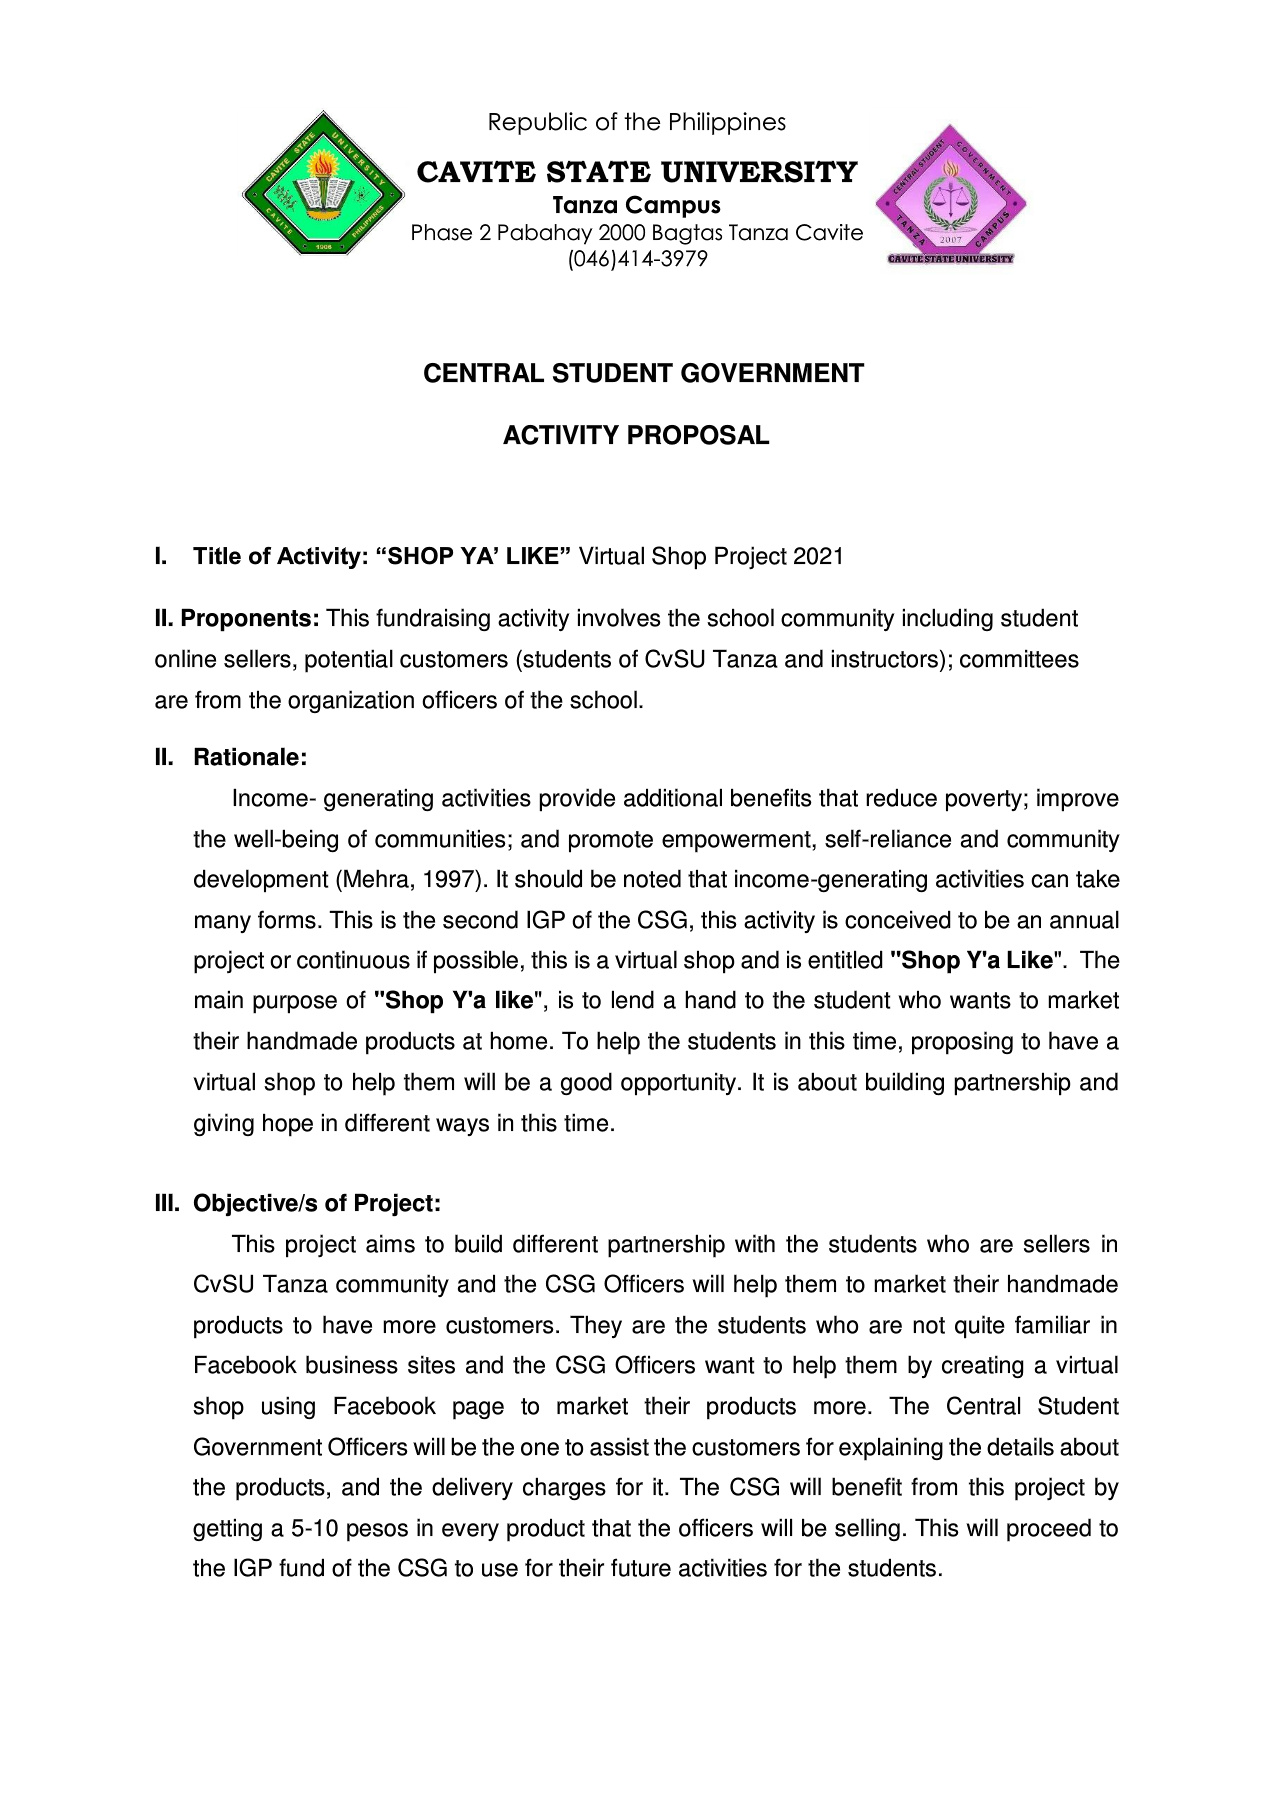 Republic of the Philippines
CAVITE STATE UNIVERSITY
Tanza Campus
Phase 2 Pabahay 2000 Bagtas Tanza Cavite
(046)414-3979
CAVITE STATE UNIVERSITY
CAVITE PHILIPPINES
1906
CENTRAL STUDENT GOVERNMENT
TANZA CAMPUS
2007
CAVITE STATE UNIVERSITY
CENTRAL STUDENT GOVERNMENT
ACTIVITY PROPOSAL
I. Title of Activity: “SHOP YA’ LIKE” Virtual Shop Project 2021
II. Proponents: This fundraising activity involves the school community including student
online sellers, potential customers (students of CvSU Tanza and instructors); committees
are from the organization officers of the school.
II. Rationale:
Income- generating activities provide additional benefits that reduce poverty; improve
the well-being of communities; and promote empowerment, self-reliance and community
development (Mehra, 1997). It should be noted that income-generating activities can take
many forms. This is the second IGP of the CSG, this activity is conceived to be an annual
project or continuous if possible, this is a virtual shop and is entitled "Shop Y'a Like". The
main purpose of "Shop Y'a like", is to lend a hand to the student who wants to market
their handmade products at home. To help the students in this time, proposing to have a
virtual shop to help them will be a good opportunity. It is about building partnership and
giving hope in different ways in this time.
III. Objective/s of Project:
This project aims to build different partnership with the students who are sellers in
CvSU Tanza community and the CSG Officers will help them to market their handmade
products to have more customers. They are the students who are not quite familiar in
Facebook business sites and the CSG Officers want to help them by creating a virtual
shop using Facebook page to market their products more. The Central Student
Government Officers will be the one to assist the customers for explaining the details about
the products, and the delivery charges for it. The CSG will benefit from this project by
getting a 5-10 pesos in every product that the officers will be selling. This will proceed to
the IGP fund of the CSG to use for their future activities for the students.